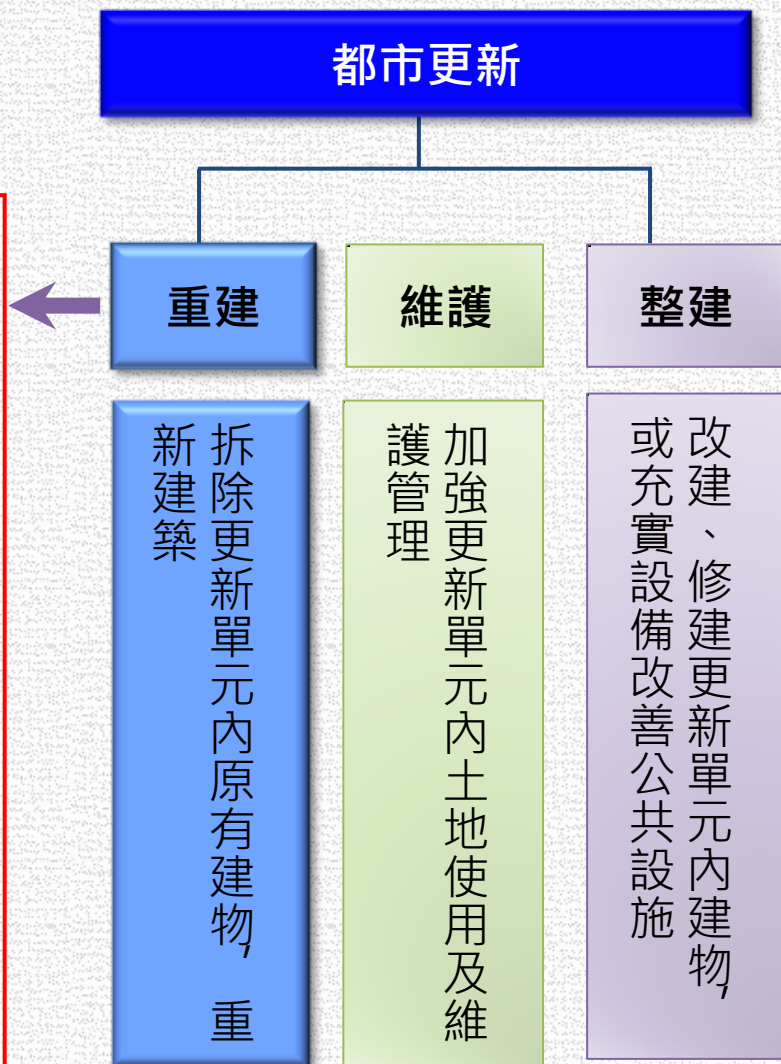 都市更新
重建
維護
整建
拆除更新單元內原有建物, 重
新建築
加強更新單元內土地使用及維
護管理
改建、修建更新單元內建物,
或充實設備改善公共設施